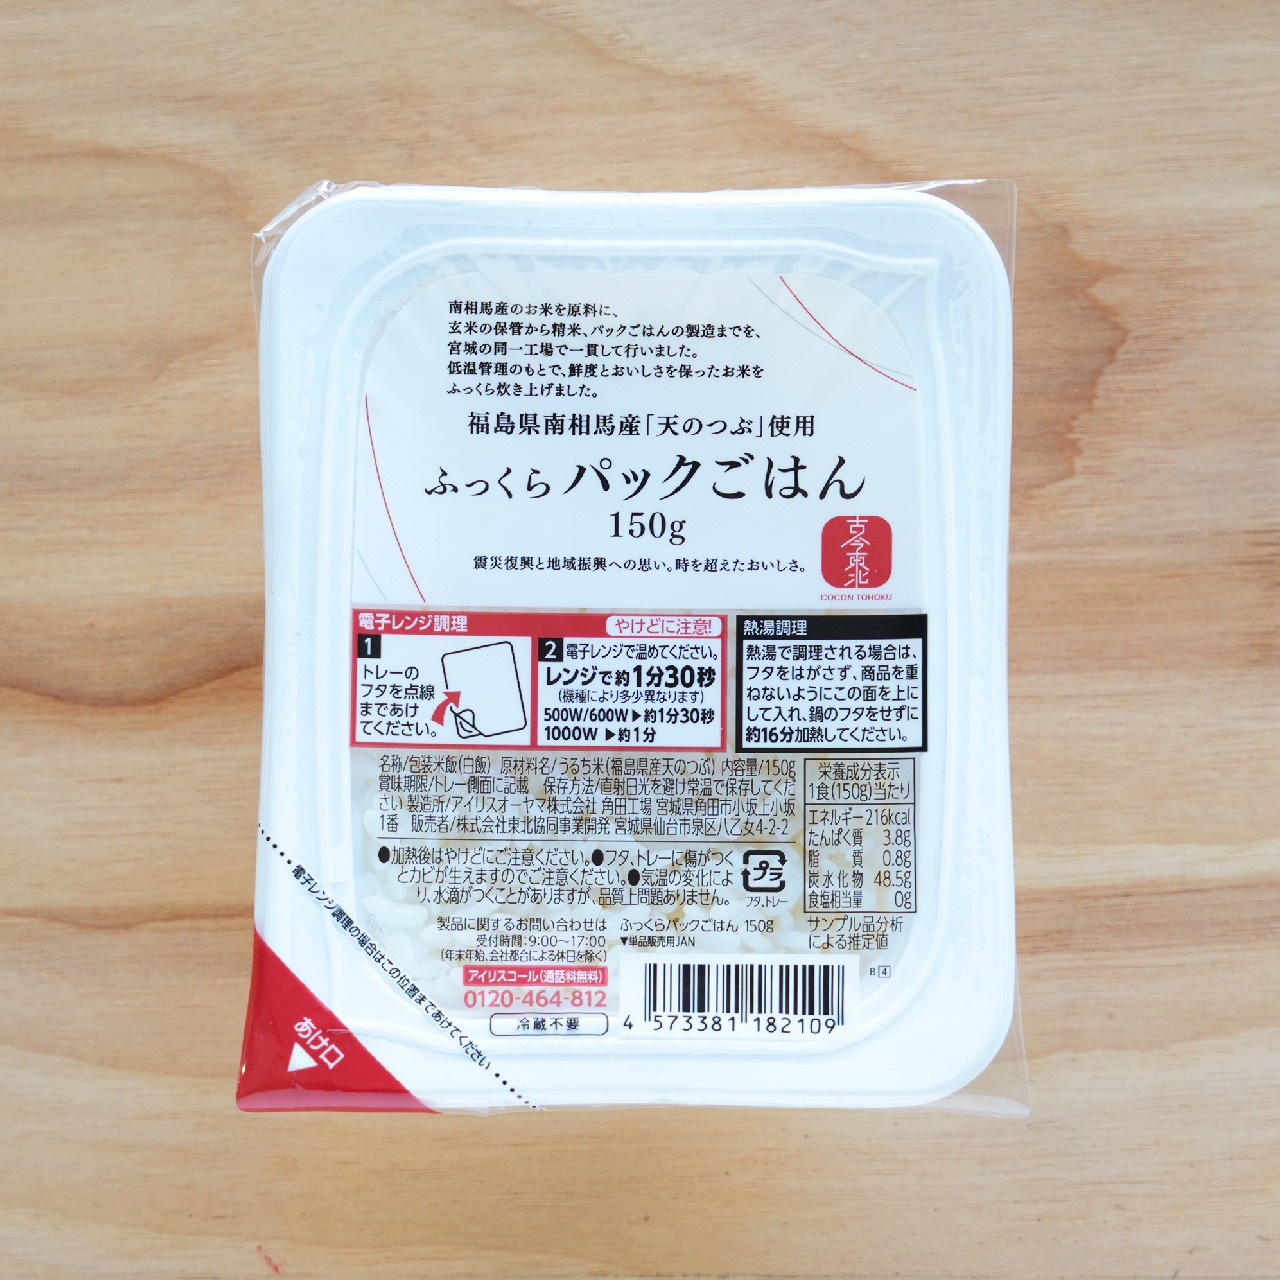 南相馬産のお米を原料に、
玄米の保管から精米、パックごはんの製造までを、
宮城の同一工場で一貫して行いました。
低温管理のもとで、鮮度とおいしさを保ったお米を
ふっくら炊き上げました。
福島県南相馬産「天のつぶ」使用
ふっくらパックごはん
150g
震災復興と地域振興への思い。時を超えたおいしさ。
古今東北
COCON TOHOKU
電子レンジ調理
やけどに注意!
1
トレーの
フタを点線
まであけ
てください。
2 電子レンジで温めてください。
レンジで約1分30秒
(機種により多少異なります)
500W/600W▶約1分30秒
1000W ▶約1分
熱湯調理
熱湯で調理される場合は、
フタをはがさず、商品を重
ねないようにこの面を上に
して入れ、鍋のフタをせずに
約16分加熱してください。
名称/包装米飯(白飯) 原材料名/うるち米(福島県産天のつぶ) 内容量/150g
賞味期限/トレー側面に記載 保存方法/直射日光を避け常温で保存してくだ
さい 製造所/アイリスオーヤマ株式会社 角田工場 宮城県角田市小坂上小坂
1番 販売者/株式会社東北協同事業開発 宮城県仙台市泉区八乙女4-2-2
●加熱後はやけどにご注意ください。●フタ、トレーに傷がつく
とカビが生えますのでご注意ください。●気温の変化によ
り、水滴がつくことがありますが、品質上問題ありません。
プラ
フタ、トレー
栄養成分表示
1食(150g)当たり
エネルギー 216kcal
たんぱく質 3.8g
脂質 0.8g
炭水化物 48.5g
食塩相当量 0g
サンプル品分析
による推定値
製品に関するお問い合わせは
受付時間:9:00～17:00
(年末年始、会社都合による休日を除く)
アイリスコール(通話料無料)
0120-464-812
冷蔵不要
ふっくらパックごはん 150g
▼単品販売用JAN
4 573381 182109
B 4
電子レンジ調理の場合はこの位置まであけてください
あけ口